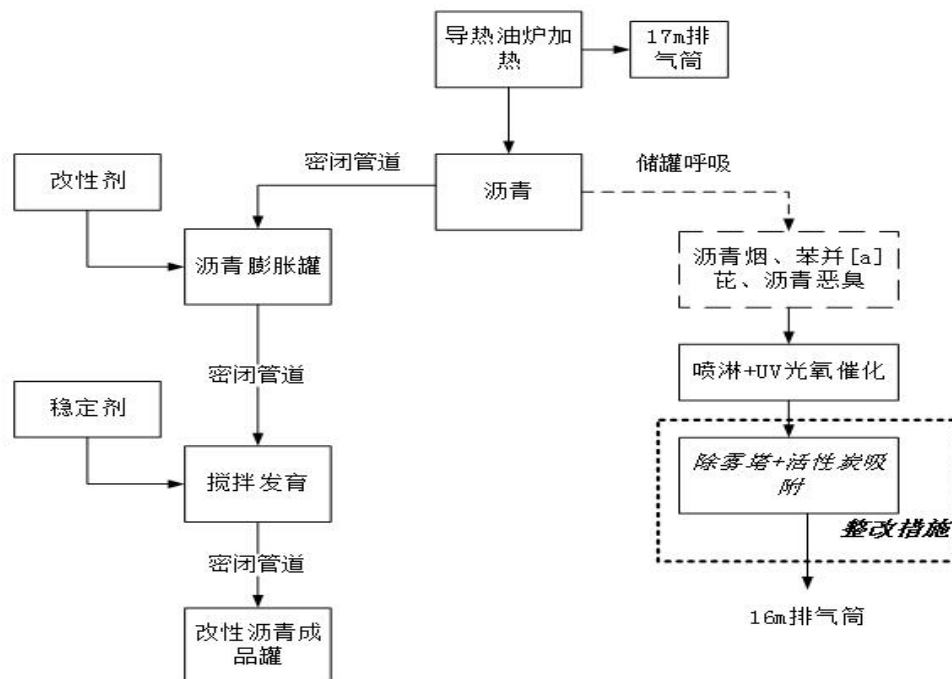 导热油炉加
热
17m排
气筒
密闭管道
储罐呼吸
改性剂
沥青
沥青膨胀罐
沥青烟、苯并[a]
芘、沥青恶臭
密闭管道
喷淋+UV光氧催化
稳定剂
搅拌发育
除雾塔+活性炭吸
附
整改措施
密闭管道
16m排气筒
改性沥青成
品罐